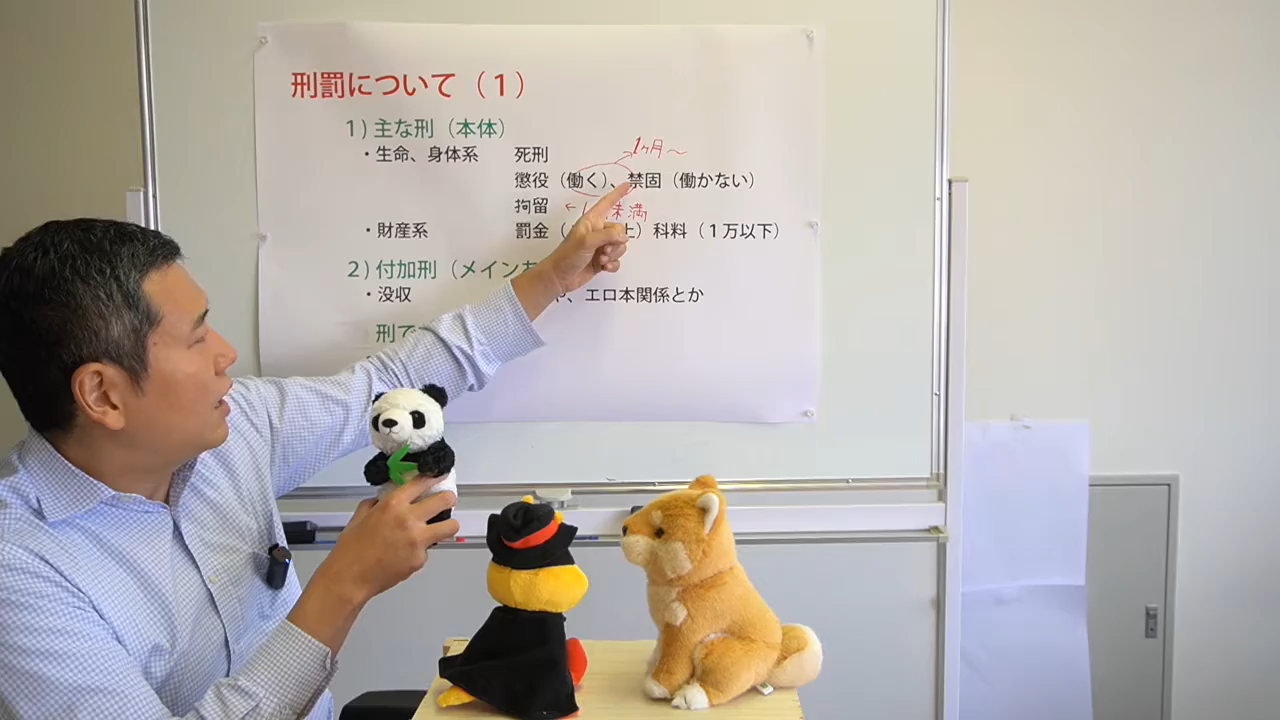 刑罰について（１）
１）主な刑（本体）
・生命、身体系　死刑
1ヶ月～
懲役（働く）、禁固（働かない）
拘留 ← 未満
・財産系　罰金（ 上）科料（１万以下）
２）付加刑（メイン
・没収 、エロ本関係とか
刑で